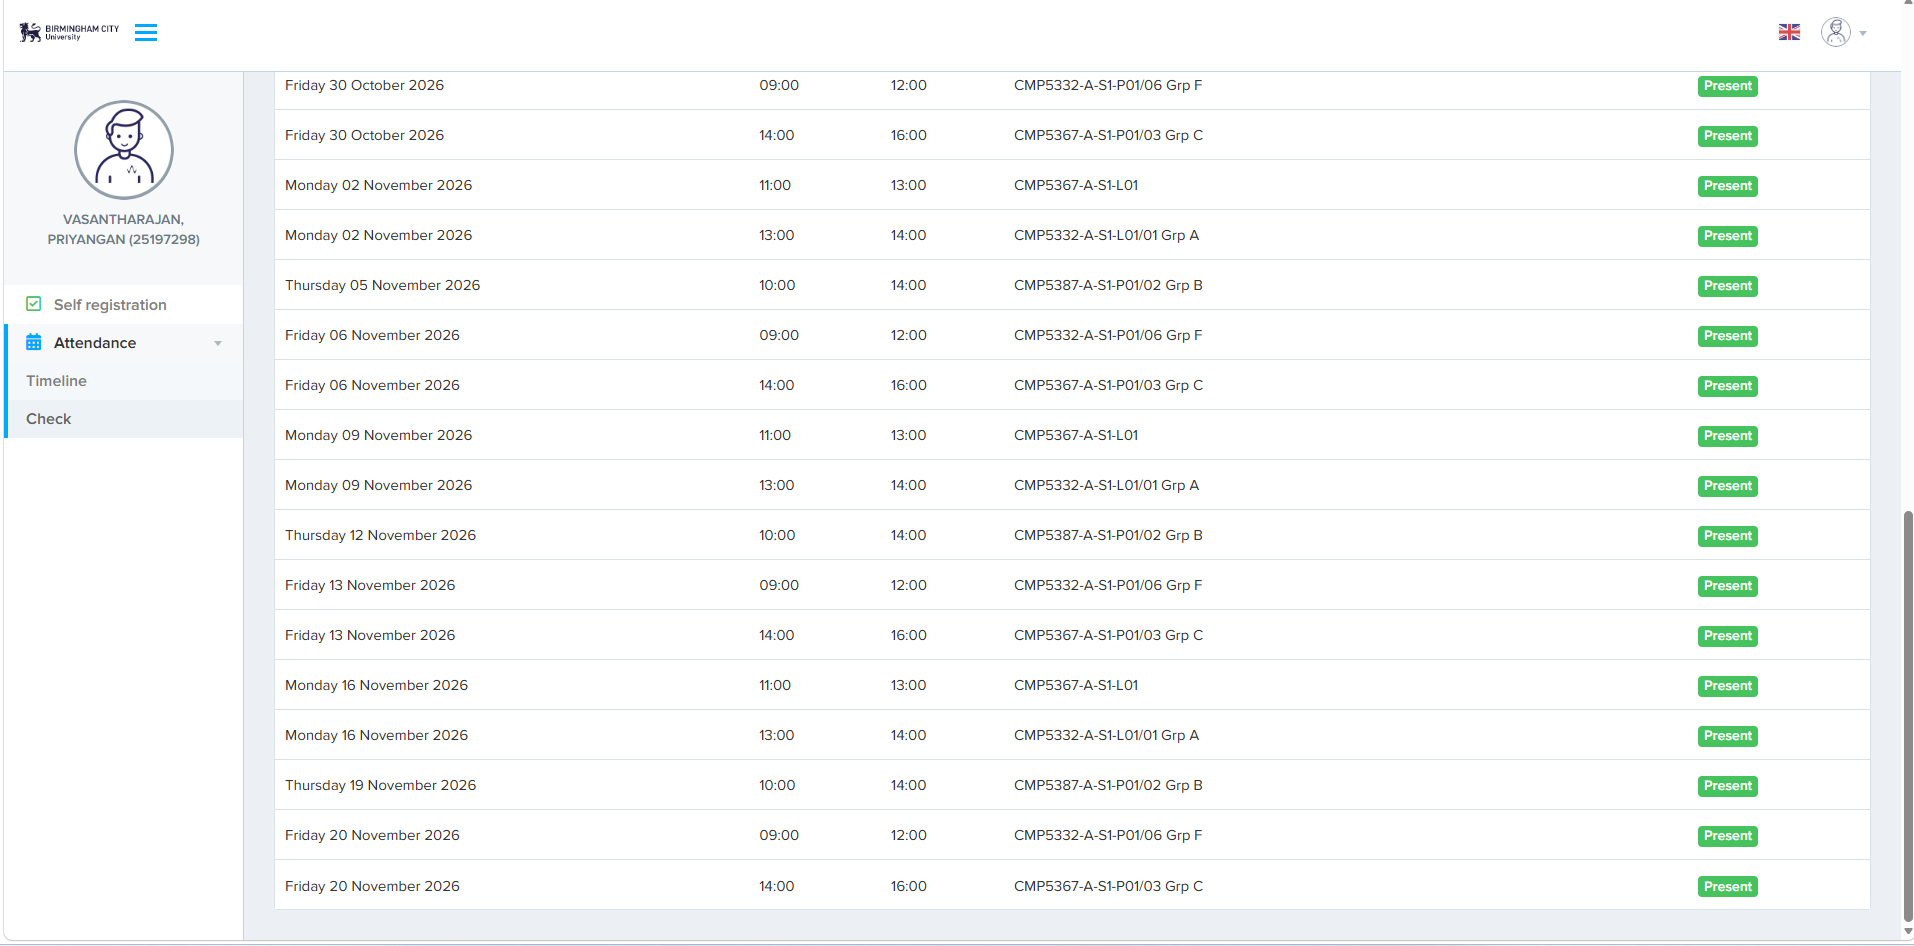 BIRMINGHAM CITY
University
VASANTHARAJAN,
PRIYANGAN (25197298)
Self registration
Attendance
Timeline
Check
Friday 30 October 2026 09:00 12:00 CMP5332-A-S1-P01/06 Grp F Present
Friday 30 October 2026 14:00 16:00 CMP5367-A-S1-P01/03 Grp C Present
Monday 02 November 2026 11:00 13:00 CMP5367-A-S1-L01 Present
Monday 02 November 2026 13:00 14:00 CMP5332-A-S1-L01/01 Grp A Present
Thursday 05 November 2026 10:00 14:00 CMP5387-A-S1-P01/02 Grp B Present
Friday 06 November 2026 09:00 12:00 CMP5332-A-S1-P01/06 Grp F Present
Friday 06 November 2026 14:00 16:00 CMP5367-A-S1-P01/03 Grp C Present
Monday 09 November 2026 11:00 13:00 CMP5367-A-S1-L01 Present
Monday 09 November 2026 13:00 14:00 CMP5332-A-S1-L01/01 Grp A Present
Thursday 12 November 2026 10:00 14:00 CMP5387-A-S1-P01/02 Grp B Present
Friday 13 November 2026 09:00 12:00 CMP5332-A-S1-P01/06 Grp F Present
Friday 13 November 2026 14:00 16:00 CMP5367-A-S1-P01/03 Grp C Present
Monday 16 November 2026 11:00 13:00 CMP5367-A-S1-L01 Present
Monday 16 November 2026 13:00 14:00 CMP5332-A-S1-L01/01 Grp A Present
Thursday 19 November 2026 10:00 14:00 CMP5387-A-S1-P01/02 Grp B Present
Friday 20 November 2026 09:00 12:00 CMP5332-A-S1-P01/06 Grp F Present
Friday 20 November 2026 14:00 16:00 CMP5367-A-S1-P01/03 Grp C Present